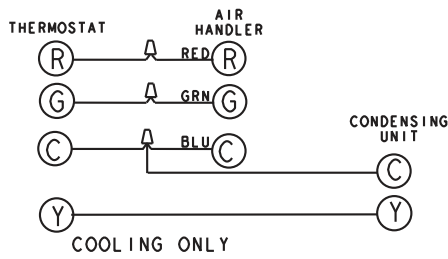 THERMOSTAT AIR HANDLER
R RED R
G GRN G
C BLU C
CONDENSING UNIT
C
Y Y
COOLING ONLY